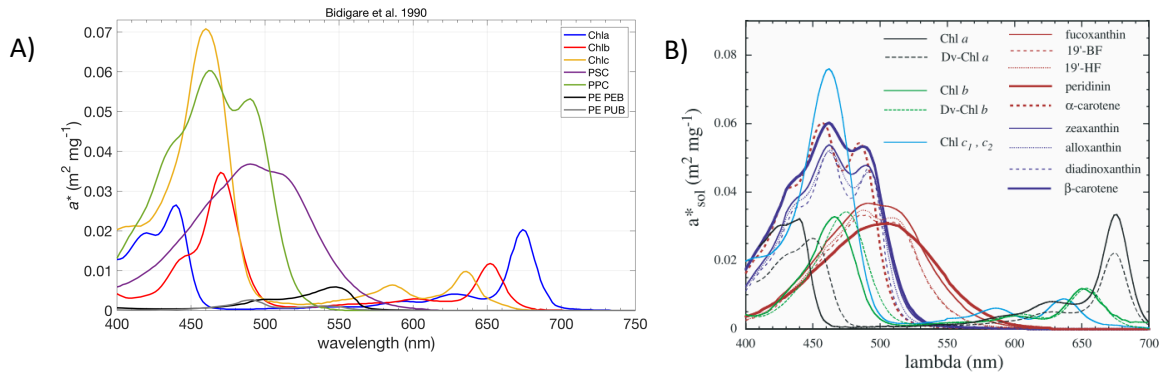 A)
Bidigare et al. 1990
a* (m² mg⁻¹)
0.07
0.06
0.05
0.04
0.03
0.02
0.01
0
400
450
500
550
600
650
700
750
wavelength (nm)
Chla
Chlb
Chlc
PSC
PPC
PE PEB
PE PUB
B)
a*sol (m² mg⁻¹)
0.08
0.06
0.04
0.02
0
400
450
500
550
600
650
700
lambda (nm)
Chl a
Dv-Chl a
Chl b
Dv-Chl b
Chl c1 , c2
fucoxanthin
19'-BF
19'-HF
peridinin
α-carotene
zeaxanthin
alloxanthin
diadinoxanthin
β-carotene